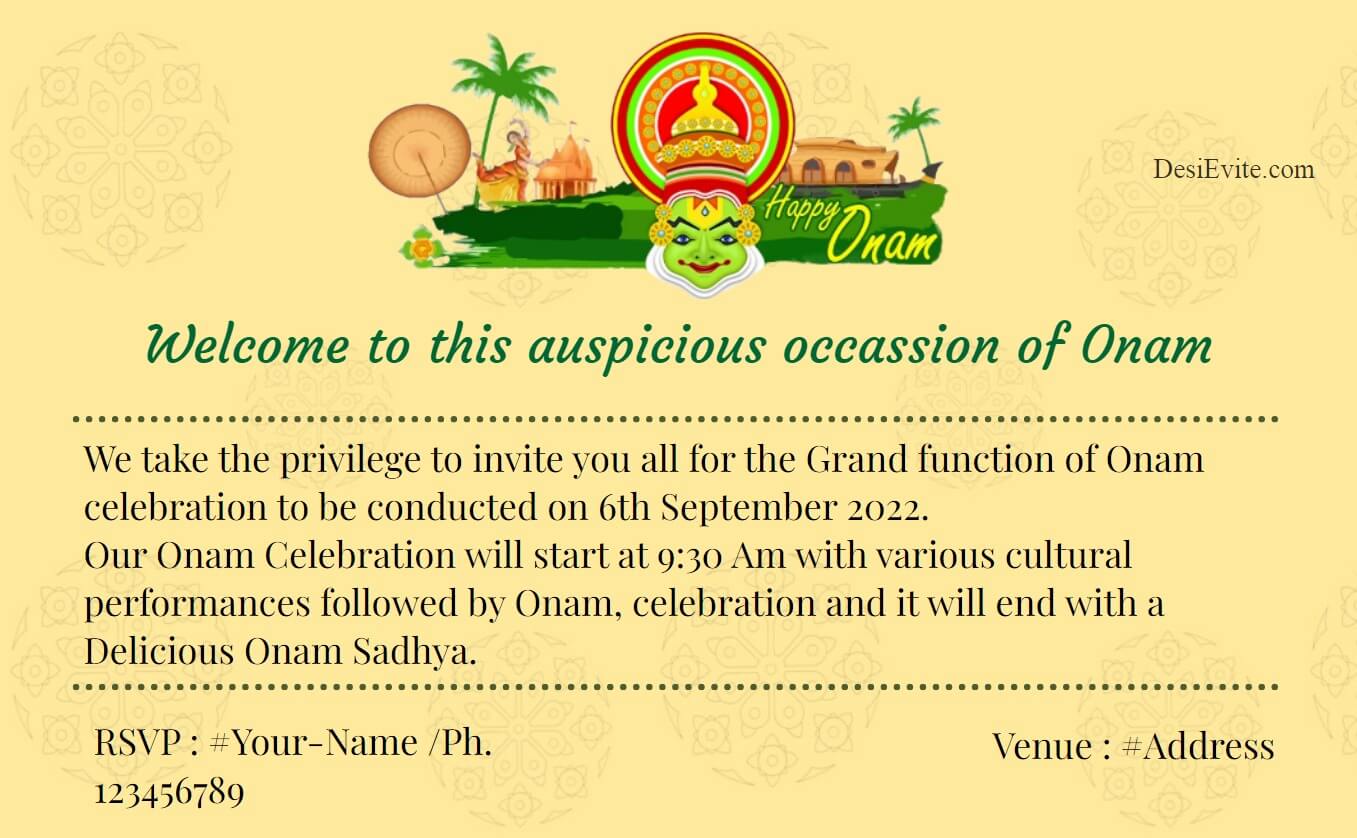 DesiEvite.com
Happy
Onam
Welcome to this auspicious occassion of Onam
We take the privilege to invite you all for the Grand function of Onam
celebration to be conducted on 6th September 2022.
Our Onam Celebration will start at 9:30 Am with various cultural
performances followed by Onam, celebration and it will end with a
Delicious Onam Sadhya.
RSVP : #Your-Name /Ph.
123456789
Venue : #Address